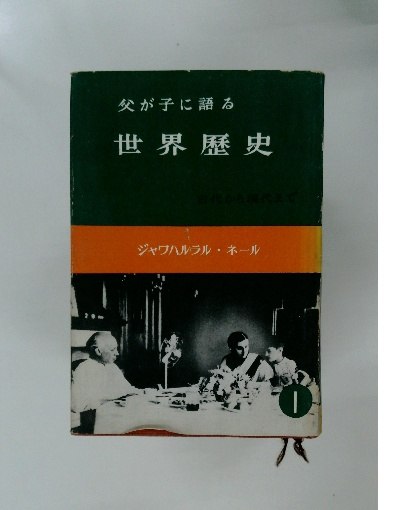 父が子に語る
世界歴史
ジャワハルラル・ネール
1